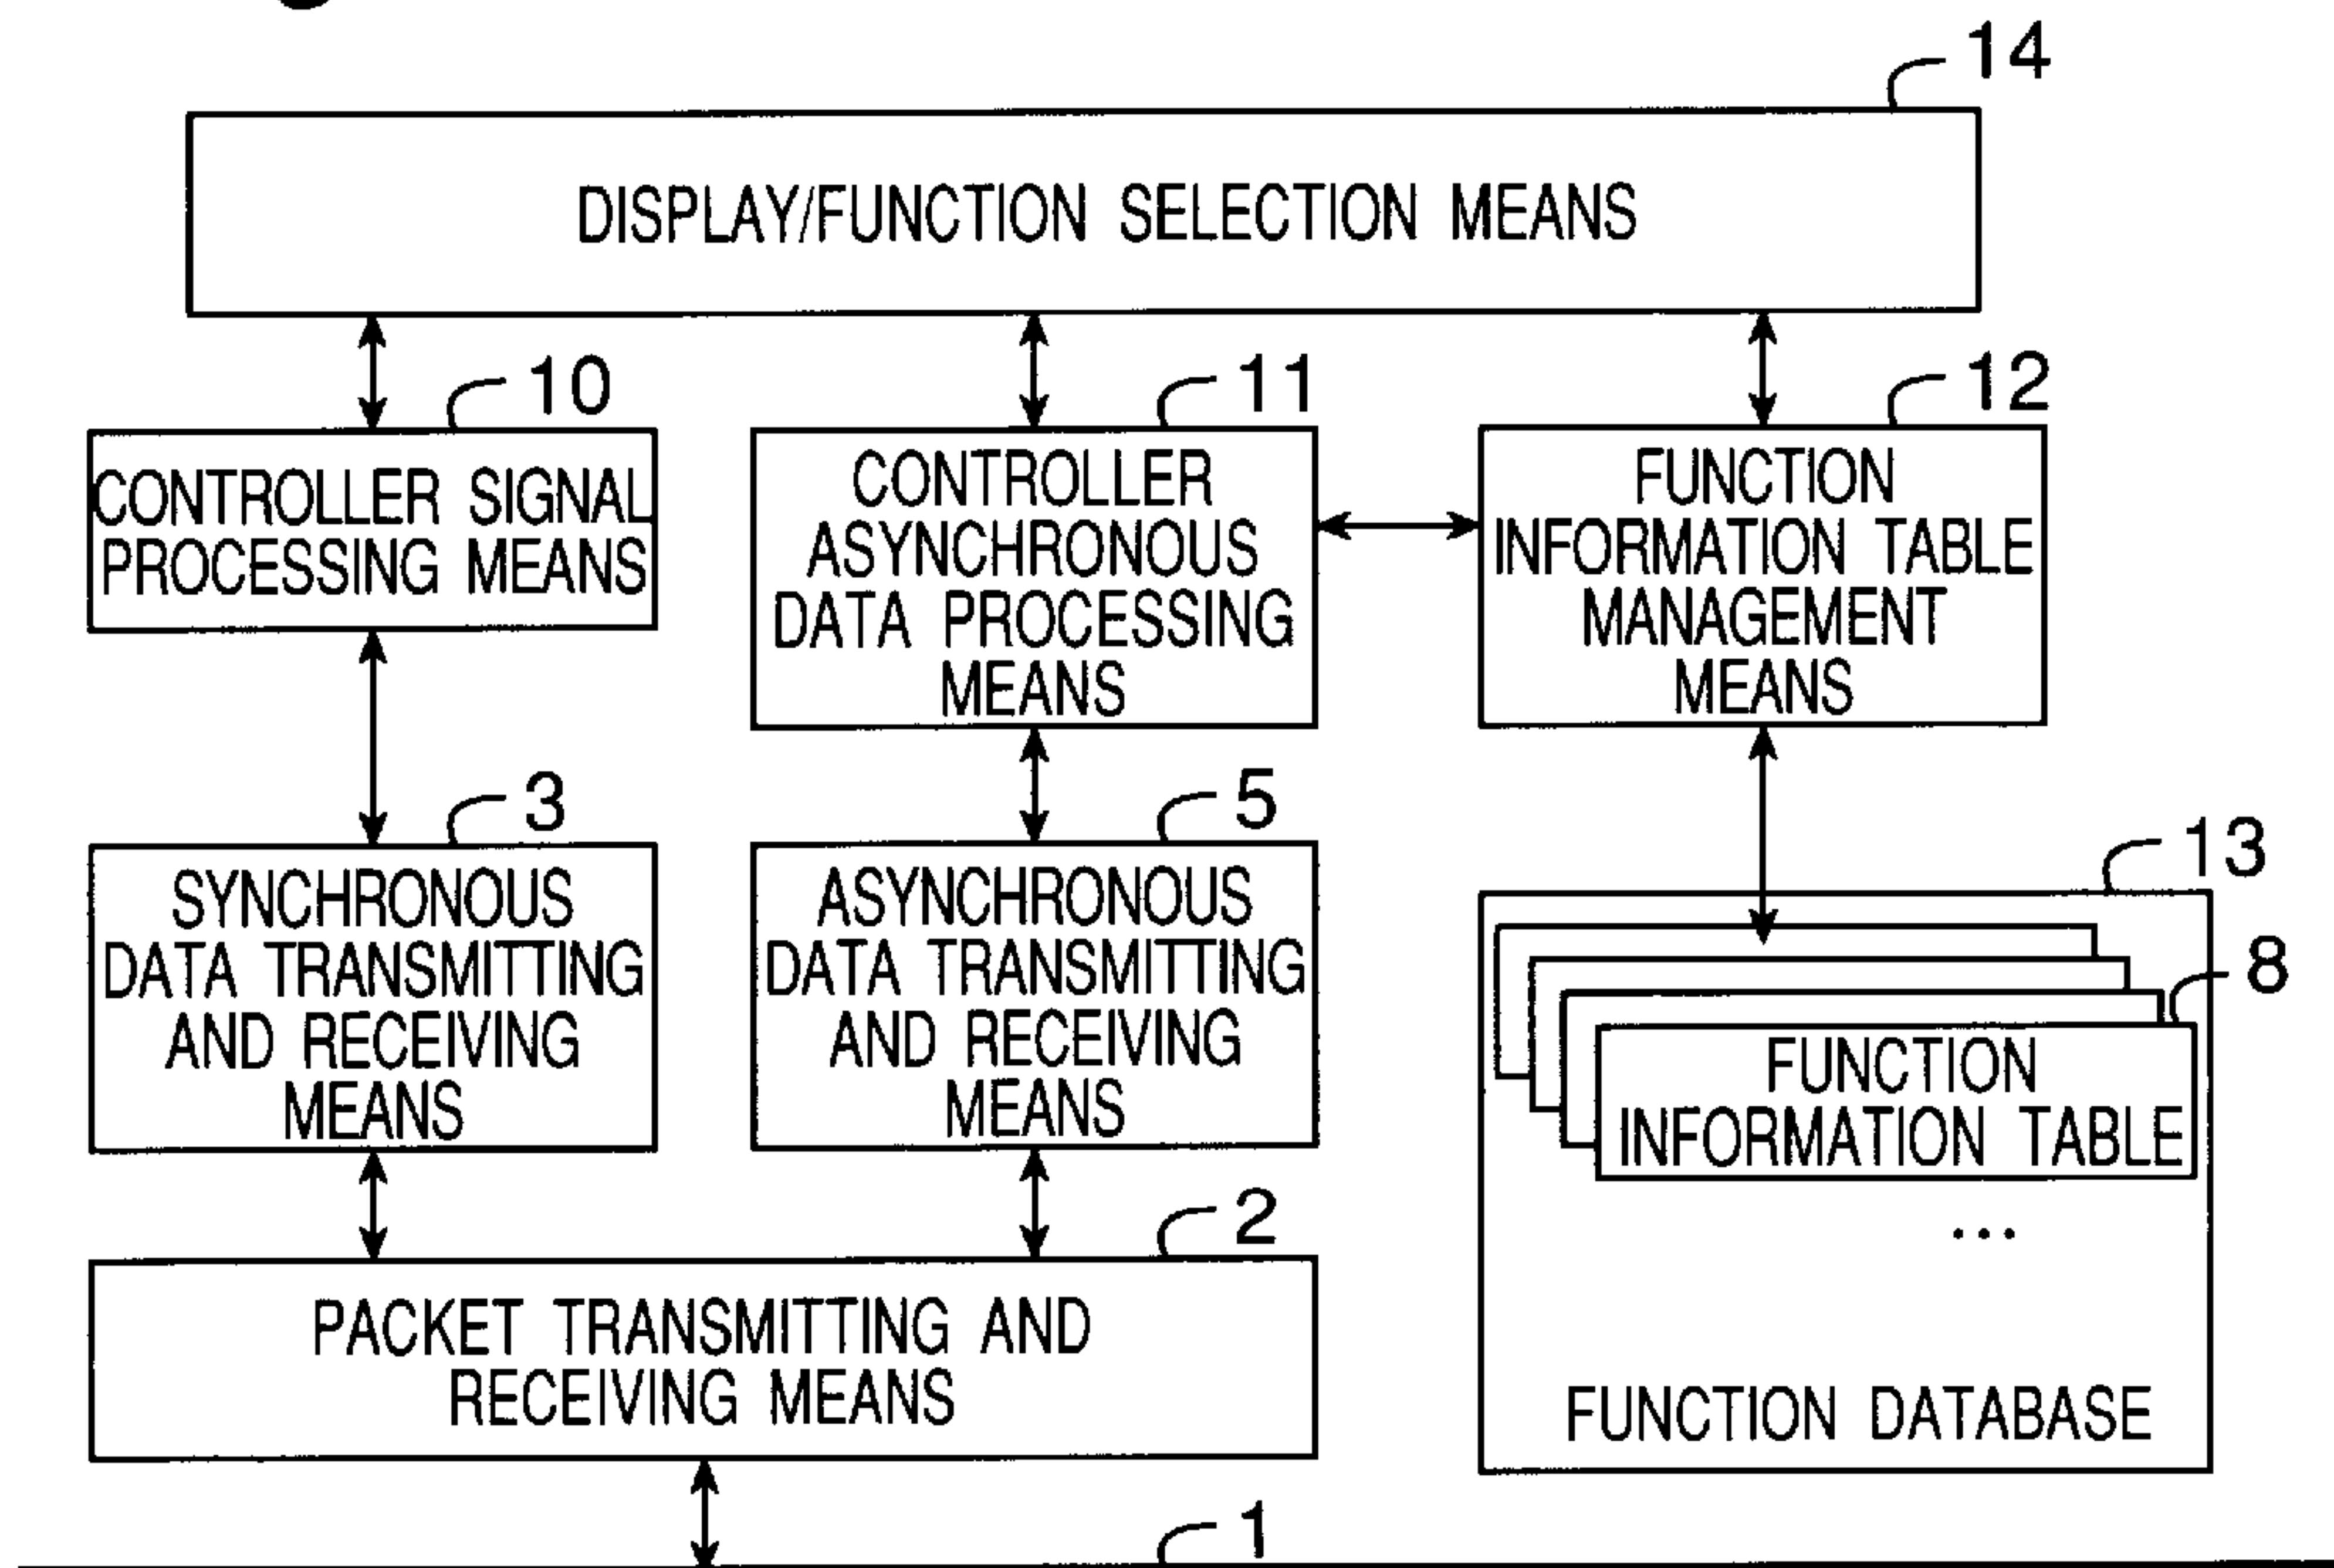 14
DISPLAY/FUNCTION SELECTION MEANS
10
11
12
CONTROLLER SIGNAL
PROCESSING MEANS
CONTROLLER
ASYNCHRONOUS
DATA PROCESSING
MEANS
FUNCTION
INFORMATION TABLE
MANAGEMENT
MEANS
3
5
13
SYNCHRONOUS
DATA TRANSMITTING
AND RECEIVING
MEANS
ASYNCHRONOUS
DATA TRANSMITTING
AND RECEIVING
MEANS
8
FUNCTION
INFORMATION TABLE
...
FUNCTION DATABASE
2
PACKET TRANSMITTING AND
RECEIVING MEANS
1